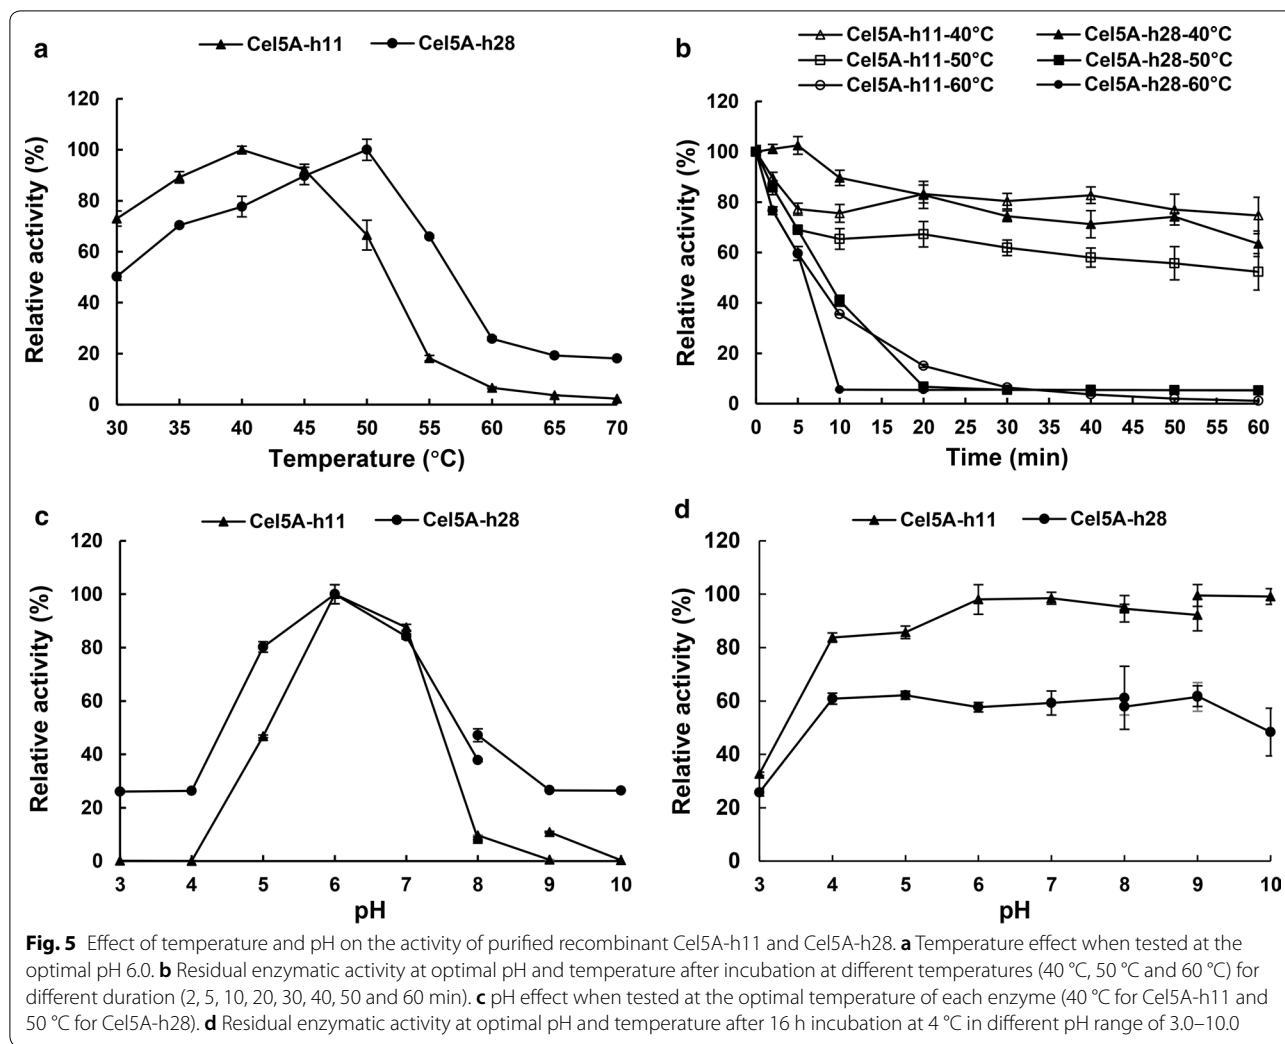 a
Cel5A-h11 Cel5A-h28
Relative activity (%)
120
100
80
60
40
20
0
30 35 40 45 50 55 60 65 70
Temperature (°C)
b
Cel5A-h11-40°C Cel5A-h28-40°C
Cel5A-h11-50°C Cel5A-h28-50°C
Cel5A-h11-60°C Cel5A-h28-60°C
Relative activity (%)
120
100
80
60
40
20
0
0 5 10 15 20 25 30 35 40 45 50 55 60
Time (min)
c
Cel5A-h11 Cel5A-h28
Relative activity (%)
120
100
80
60
40
20
0
3 4 5 6 7 8 9 10
pH
d
Cel5A-h11 Cel5A-h28
Relative activity (%)
120
100
80
60
40
20
0
3 4 5 6 7 8 9 10
pH
Fig. 5 Effect of temperature and pH on the activity of purified recombinant Cel5A-h11 and Cel5A-h28. a Temperature effect when tested at the
optimal pH 6.0. b Residual enzymatic activity at optimal pH and temperature after incubation at different temperatures (40 °C, 50 °C and 60 °C) for
different duration (2, 5, 10, 20, 30, 40, 50 and 60 min). c pH effect when tested at the optimal temperature of each enzyme (40 °C for Cel5A-h11 and
50 °C for Cel5A-h28). d Residual enzymatic activity at optimal pH and temperature after 16 h incubation at 4 °C in different pH range of 3.0–10.0